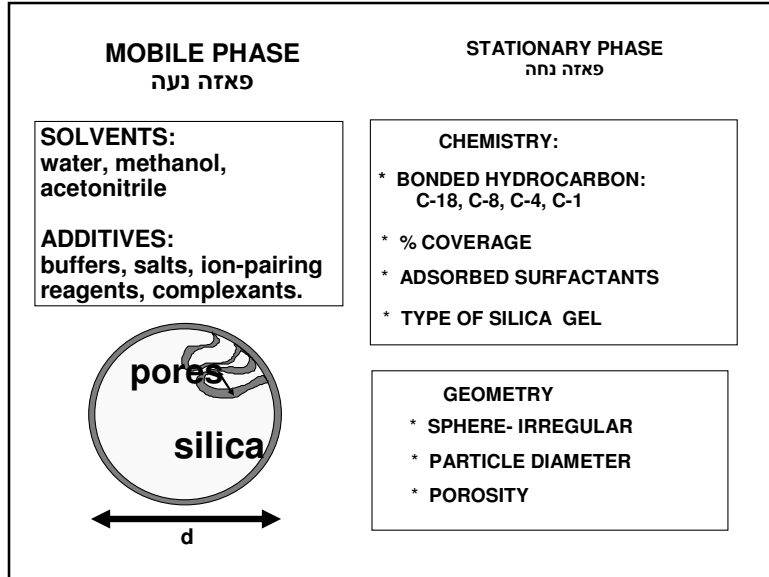 MOBILE PHASE
פאזה נעה
SOLVENTS:
water, methanol,
acetonitrile
ADDITIVES:
buffers, salts, ion-pairing
reagents, complexants.
pores
silica
d
STATIONARY PHASE
פאזה נחה
CHEMISTRY:
* BONDED HYDROCARBON:
C-18, C-8, C-4, C-1
* % COVERAGE
* ADSORBED SURFACTANTS
* TYPE OF SILICA GEL
GEOMETRY
* SPHERE- IRREGULAR
* PARTICLE DIAMETER
* POROSITY